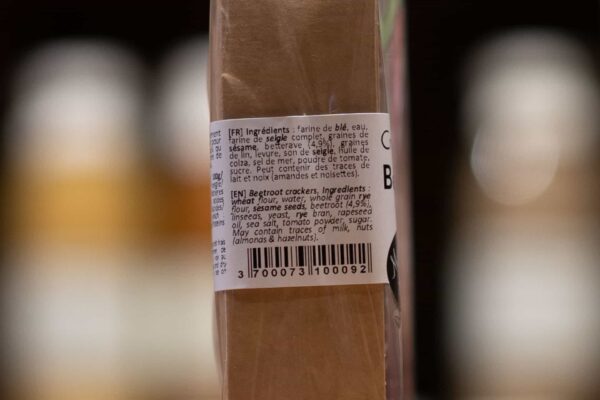 [FR] Ingrédients : farine de blé, eau,
farine de seigle complet, graines de
sésame, betterave (4,9%), graines
de lin, levure, son de seigle, huile de
colza, sel de mer, poudre de tomate,
sucre. Peut contenir des traces de
lait et noix (amandes et noisettes).
[EN] Beetroot crackers. Ingredients :
wheat flour, water, whole grain rye
flour, sesame seeds, beetroot (4,9%),
linseeds, yeast, rye bran, rapeseed
oil, sea salt, tomato powder, sugar.
May contain traces of milk, nuts
(almonds & hazelnuts).
3 700073 100092